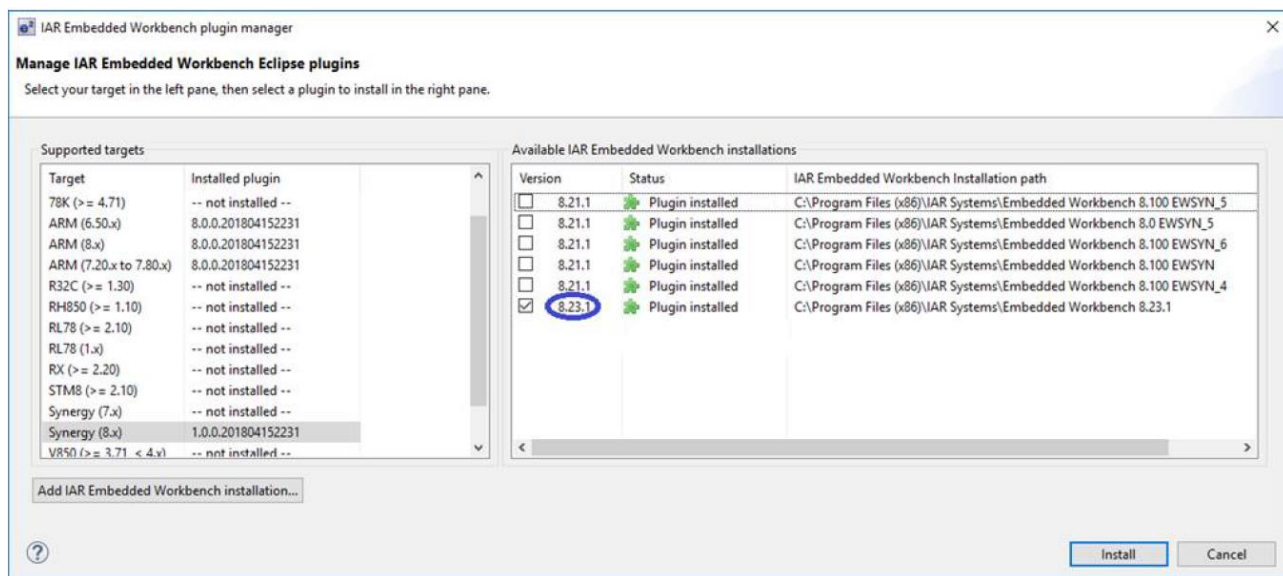 IAR Embedded Workbench plugin manager
Manage IAR Embedded Workbench Eclipse plugins
Select your target in the left pane, then select a plugin to install in the right pane.
Supported targets
Target Installed plugin
78K (>= 4.71) -- not installed --
ARM (6.50.x) 8.0.0.201804152231
ARM (8.x) 8.0.0.201804152231
ARM (7.20.x to 7.80.x) 8.0.0.201804152231
R32C (>= 1.30) -- not installed --
RH850 (>= 1.10) -- not installed --
RL78 (>= 2.10) -- not installed --
RL78 (1.x) -- not installed --
RX (>= 2.20) -- not installed --
STM8 (>= 2.10) -- not installed --
Synergy (7.x) -- not installed --
Synergy (8.x) 1.0.0.201804152231
V850 (>= 3.71 < 4.x) -- not installed --
Available IAR Embedded Workbench installations
Version Status IAR Embedded Workbench Installation path
8.21.1 Plugin installed C:\Program Files (x86)\IAR Systems\Embedded Workbench 8.100 EWSYN_5
8.21.1 Plugin installed C:\Program Files (x86)\IAR Systems\Embedded Workbench 8.0 EWSYN_5
8.21.1 Plugin installed C:\Program Files (x86)\IAR Systems\Embedded Workbench 8.100 EWSYN_6
8.21.1 Plugin installed C:\Program Files (x86)\IAR Systems\Embedded Workbench 8.100 EWSYN
8.21.1 Plugin installed C:\Program Files (x86)\IAR Systems\Embedded Workbench 8.100 EWSYN_4
8.23.1 Plugin installed C:\Program Files (x86)\IAR Systems\Embedded Workbench 8.23.1
Add IAR Embedded Workbench installation...
Install Cancel